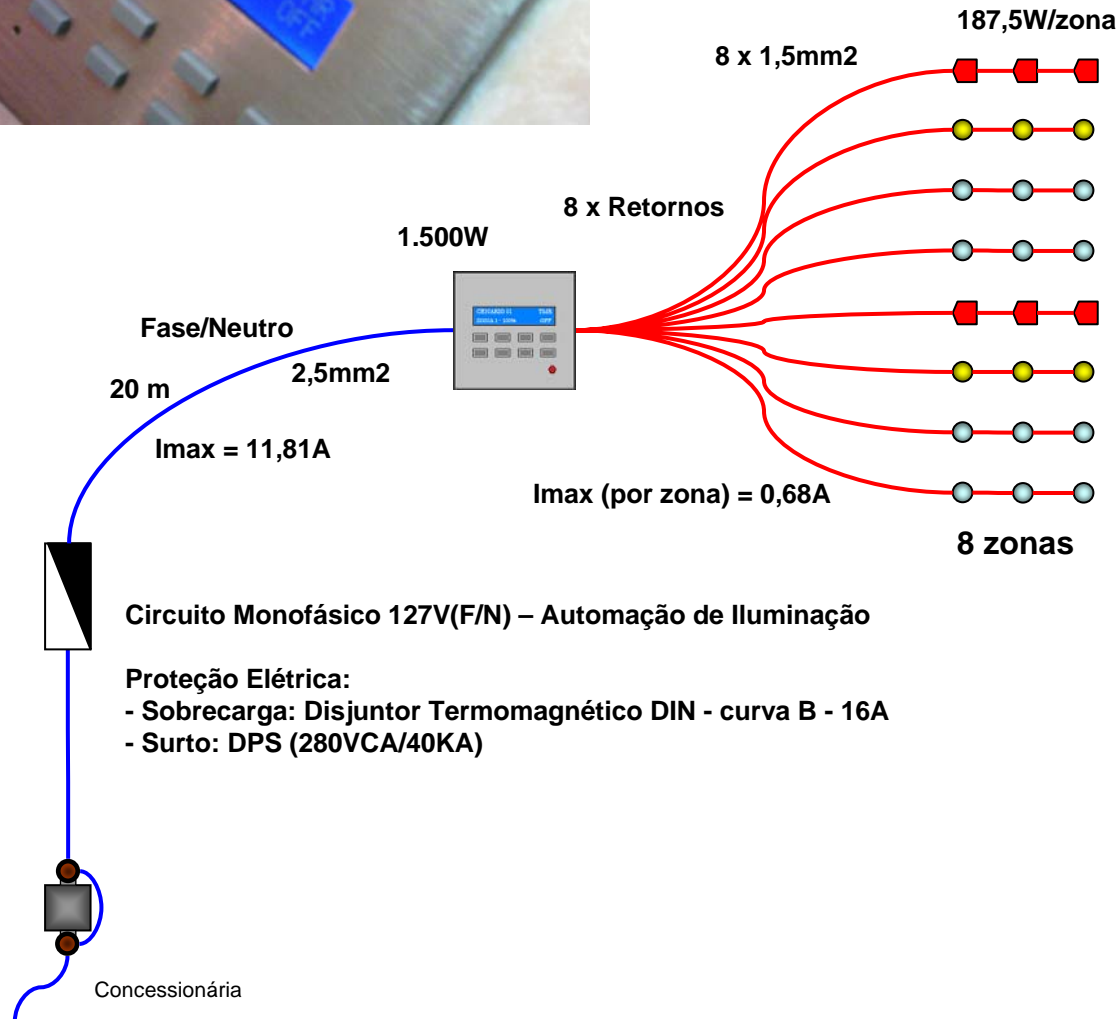 OFF
187,5W/zona
8 x 1,5mm2
8 x Retornos
1.500W
Fase/Neutro
2,5mm2
20 m
Imax = 11,81A
Imax (por zona) = 0,68A
8 zonas
Circuito Monofásico 127V(F/N) – Automação de Iluminação
Proteção Elétrica:
- Sobrecarga: Disjuntor Termomagnético DIN - curva B - 16A
- Surto: DPS (280VCA/40KA)
Concessionária